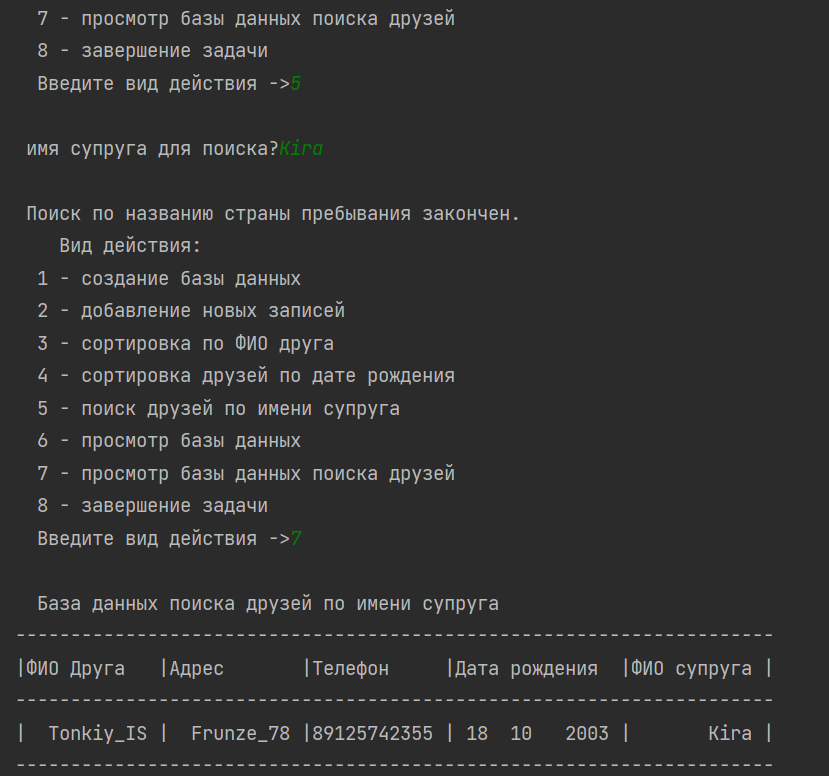 7 - просмотр базы данных поиска друзей
8 - завершение задачи
Введите вид действия ->5
имя супруга для поиска?Kira
Поиск по названию страны пребывания закончен.
Вид действия:
1 - создание базы данных
2 - добавление новых записей
3 - сортировка по ФИО друга
4 - сортировка друзей по дате рождения
5 - поиск друзей по имени супруга
6 - просмотр базы данных
7 - просмотр базы данных поиска друзей
8 - завершение задачи
Введите вид действия ->7
База данных поиска друзей по имени супруга
---------------------------------------------------------------------
|ФИО Друга   |Адрес       |Телефон     |Дата рождения  |ФИО супруга |
---------------------------------------------------------------------
|  Tonkiy_IS |  Frunze_78 |89125742355 | 18  10   2003 |       Kira |
---------------------------------------------------------------------